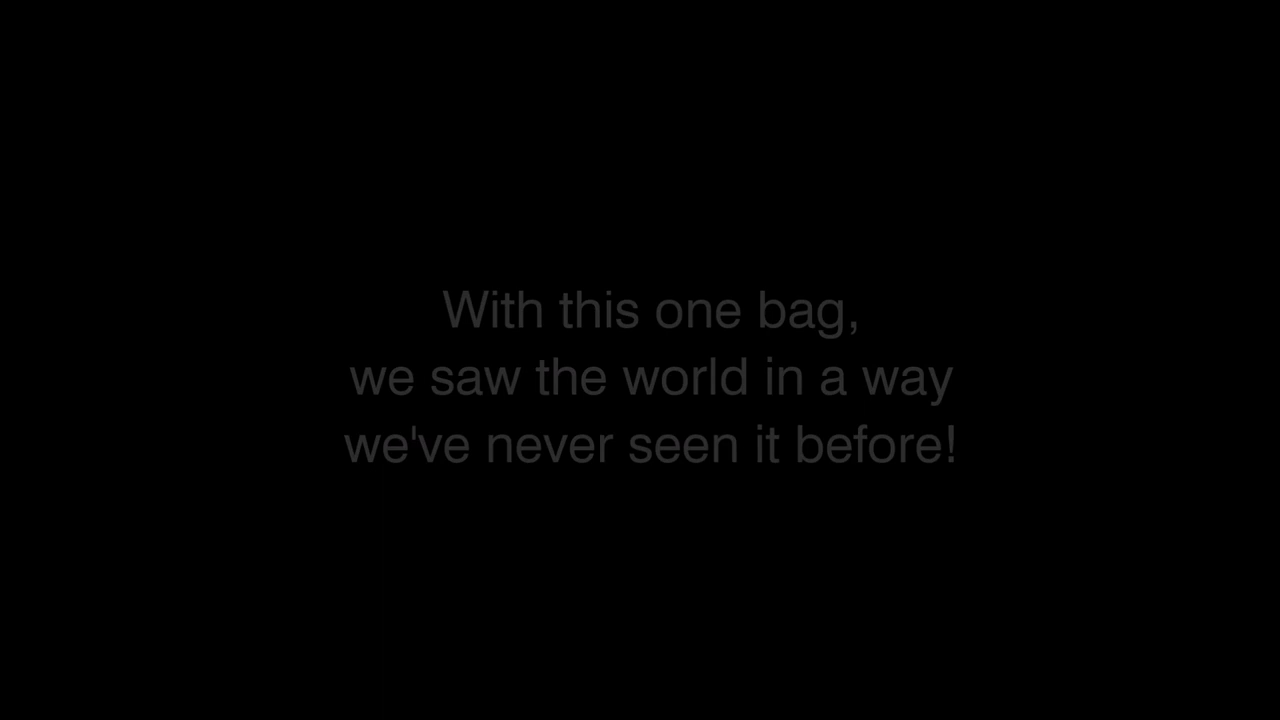 With this one bag,
we saw the world in a way
we've never seen it before!